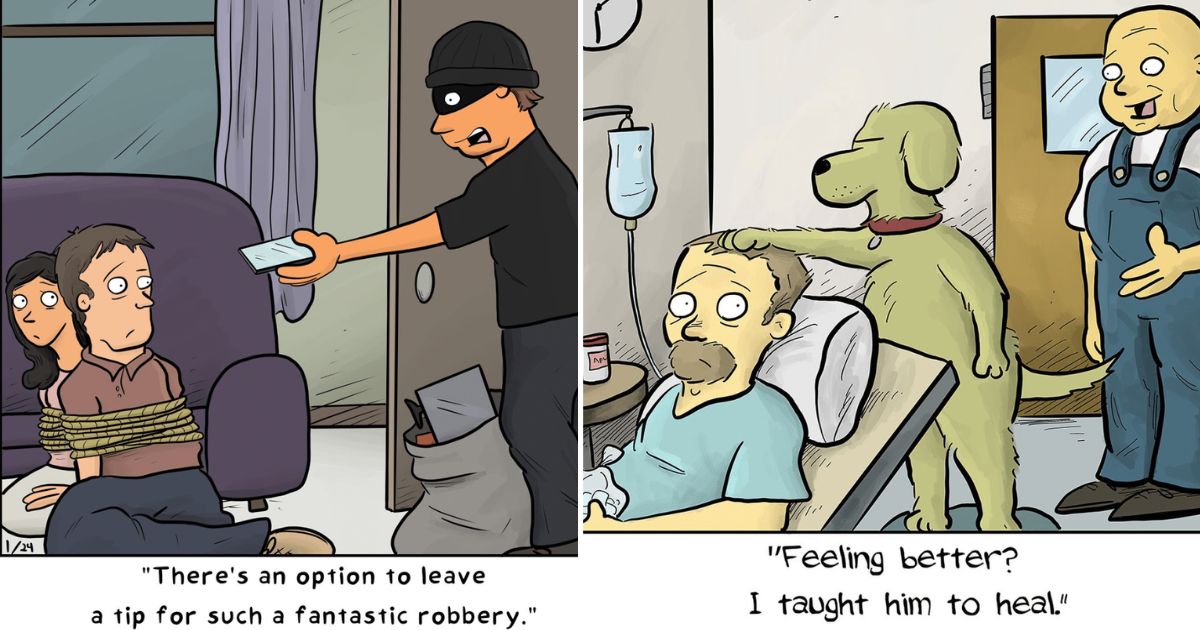 1/24
"There's an option to leave
a tip for such a fantastic robbery."
"Feeling better?
I taught him to heal."